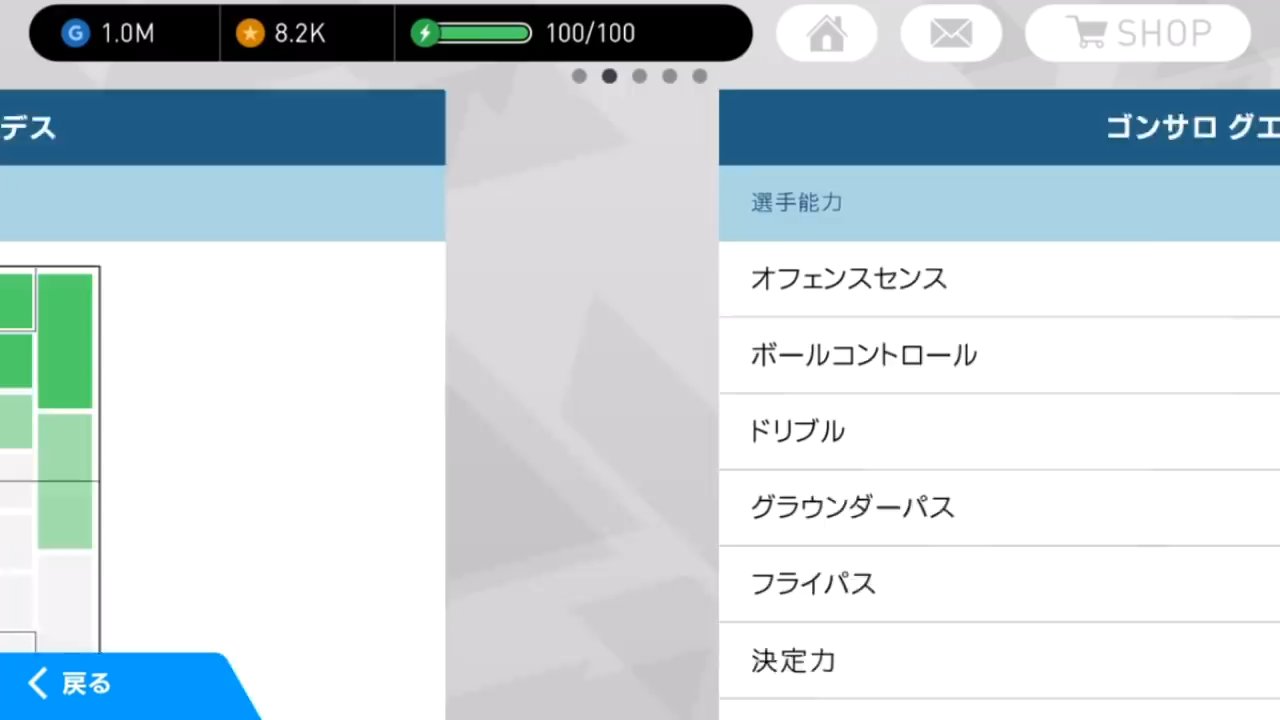 G 1.0M 8.2K 100/100 SHOP
デス
ゴンサロ グエ
選手能力
オフェンスセンス
ボールコントロール
ドリブル
グラウンダーパス
フライパス
決定力
戻る